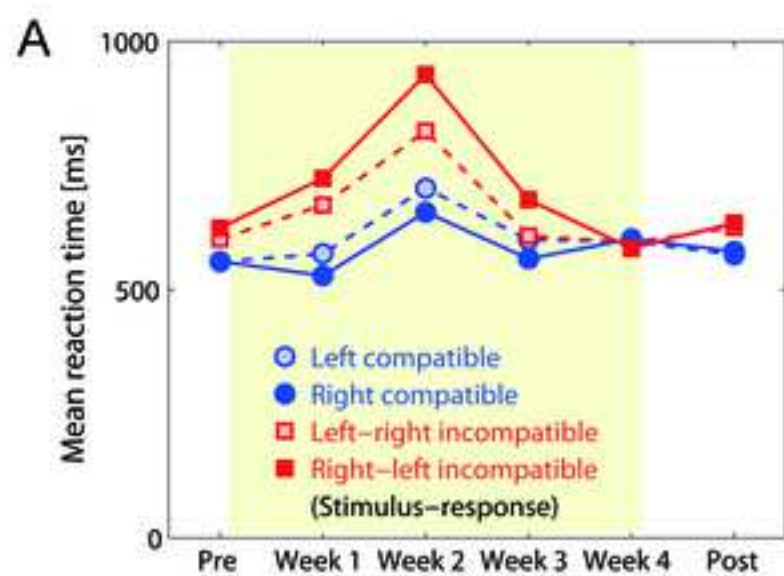 A
1000
500
0
Mean reaction time [ms]
Left compatible
Right compatible
Left−right incompatible
Right−left incompatible
(Stimulus−response)
Pre Week 1 Week 2 Week 3 Week 4 Post